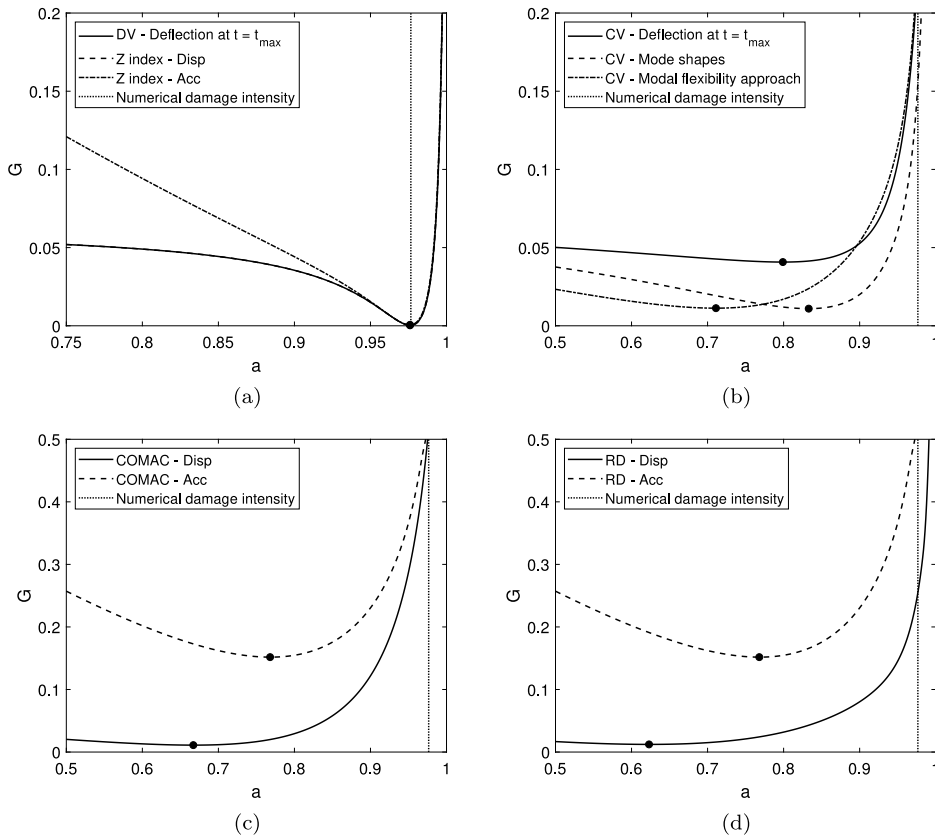 0.2
0.15
0.1
0.05
0
G
DV - Deflection at t = t_max
Z index - Disp
Z index - Acc
Numerical damage intensity
0.75 0.8 0.85 0.9 0.95 1
a
(a)
0.2
0.15
0.1
0.05
0
G
CV - Deflection at t = t_max
CV - Mode shapes
CV - Modal flexibility approach
Numerical damage intensity
0.5 0.6 0.7 0.8 0.9 1
a
(b)
0.5
0.4
0.3
0.2
0.1
0
G
COMAC - Disp
COMAC - Acc
Numerical damage intensity
0.5 0.6 0.7 0.8 0.9 1
a
(c)
0.5
0.4
0.3
0.2
0.1
0
G
RD - Disp
RD - Acc
Numerical damage intensity
0.5 0.6 0.7 0.8 0.9 1
a
(d)